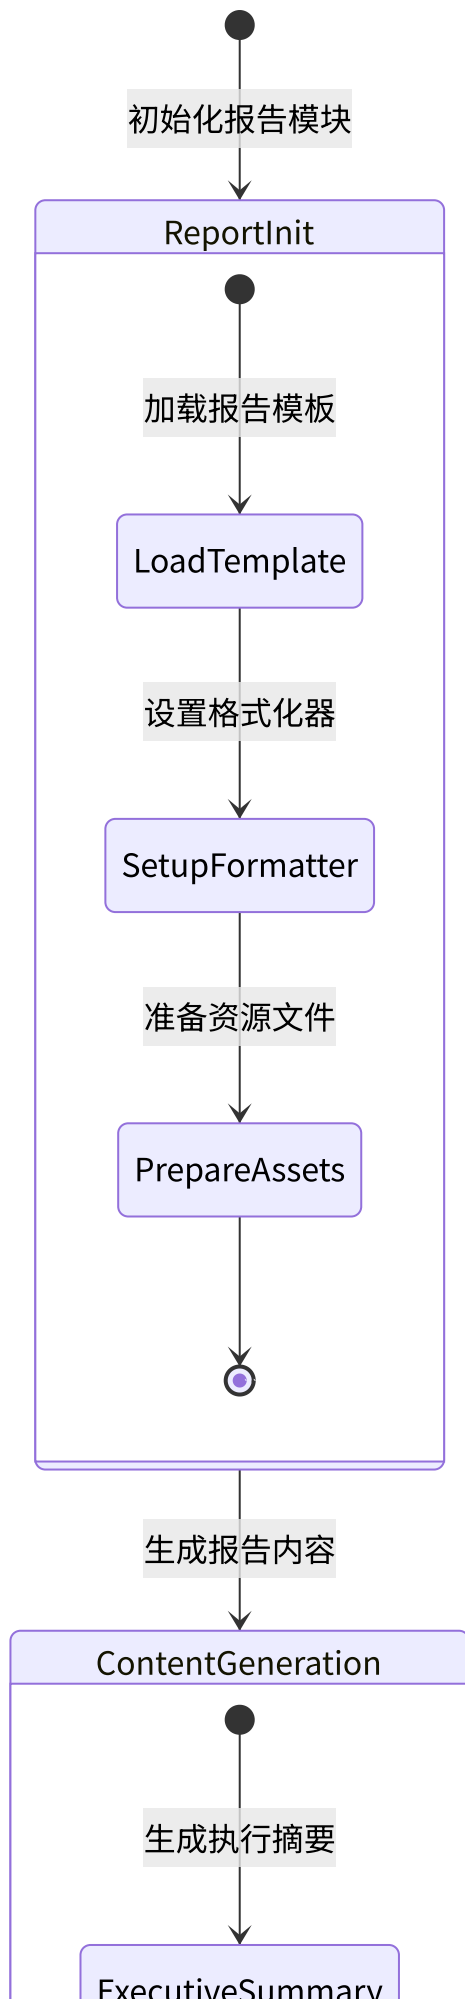 初始化报告模块
ReportInit
加载报告模板
LoadTemplate
设置格式化器
SetupFormatter
准备资源文件
PrepareAssets
生成报告内容
ContentGeneration
生成执行摘要
ExecutiveSummary